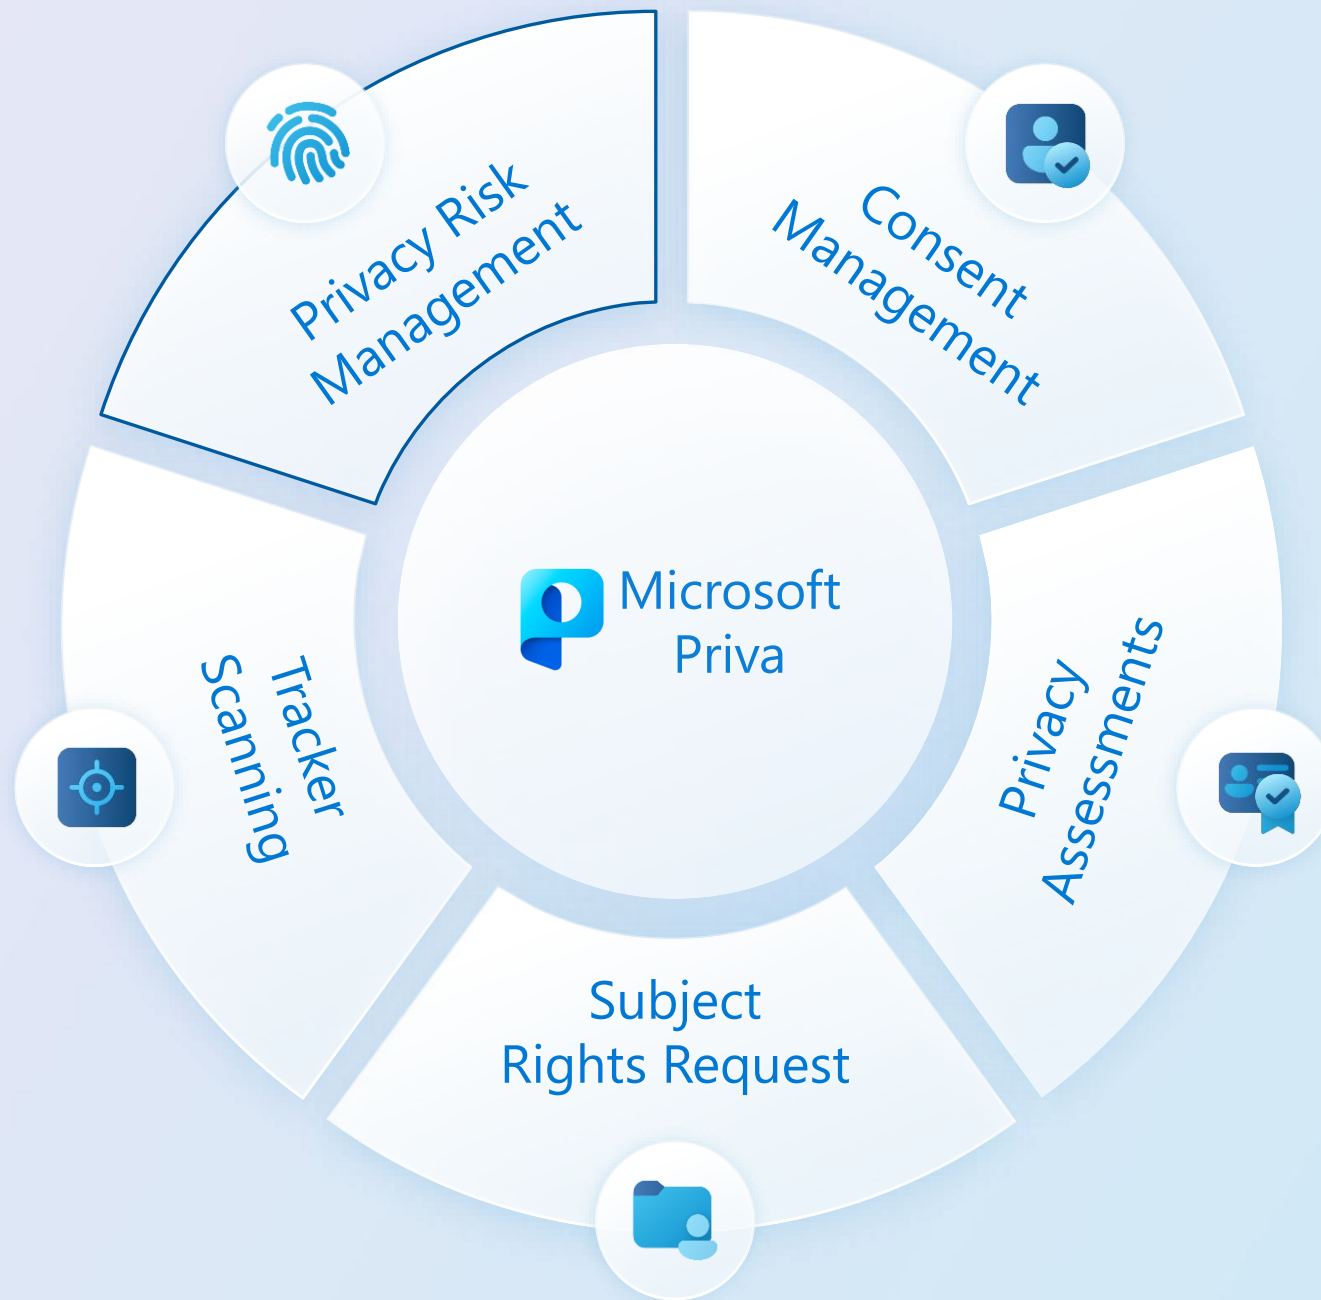 Privacy Risk
Management
Consent
Management
Microsoft
Priva
Tracker
Scanning
Privacy
Assessments
Subject
Rights Request